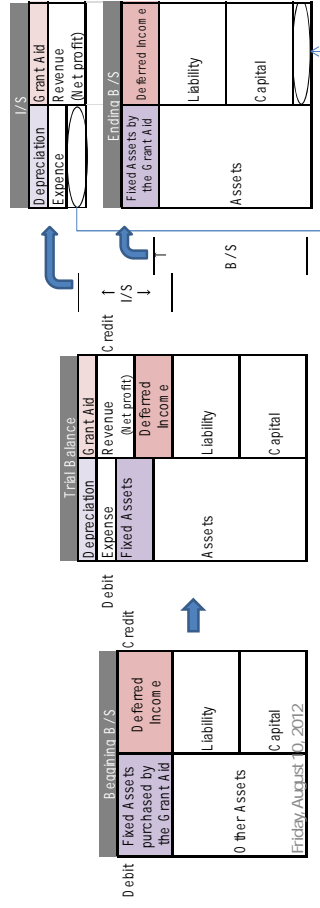 Beggining B/S
Debit
Credit
Fixed Assets
purchased by
the Grant Aid
Deferred
Income
Other Assets
Liability
Capital
Friday, August 10, 2012
Trial Balance
Debit
Credit
Depreciation
Grant Aid
Expense
Revenue
(Net profit)
Fixed Assets
Deferred
Income
Assets
Liability
Capital
↑
I/S
↓
↑
B/S
I/S
Depreciation
Grant Aid
Expence
Revenue
(Net profit)
Ending B/S
Fixed Assets by
the Grant Aid
Deferred Income
Assets
Liability
Capital